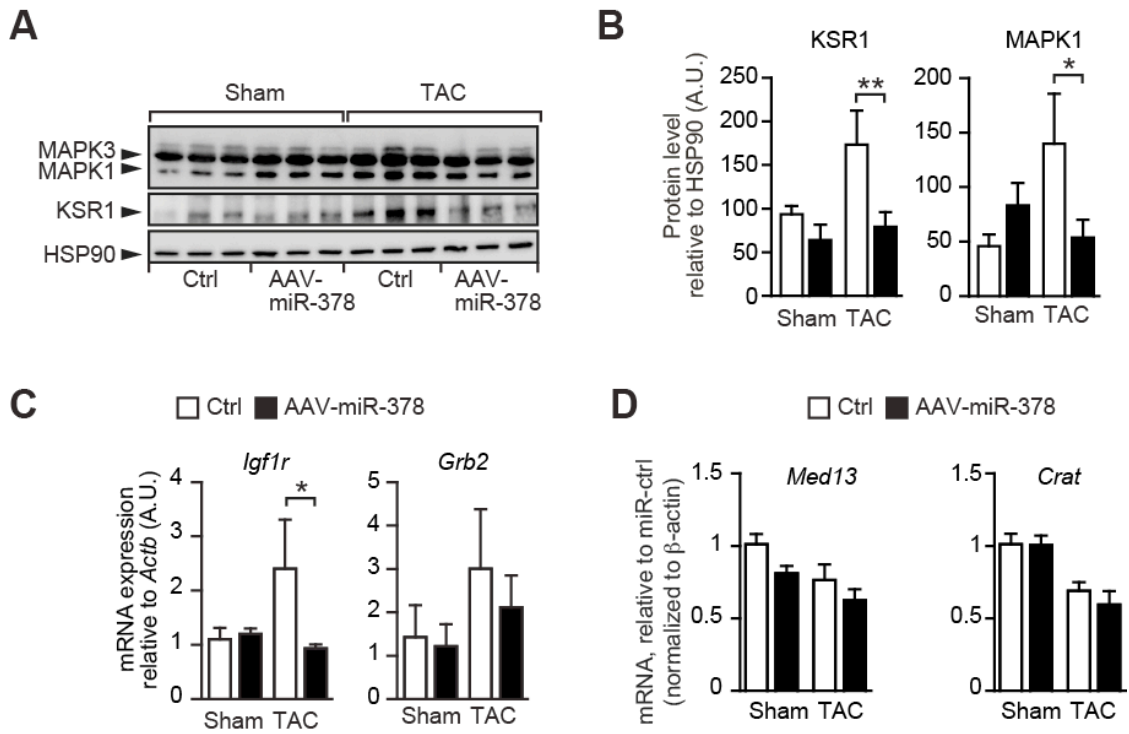 A
Sham TAC
MAPK3
MAPK1
KSR1
HSP90
Ctrl AAV- Ctrl AAV-
miR-378 miR-378
B
KSR1 MAPK1
Protein level
relative to HSP90 (A.U.)
250
200
150
100
50
0
**
Sham TAC
200
150
100
50
0
*
Sham TAC
C
Ctrl AAV-miR-378
Igf1r Grb2
mRNA expression
relative to Actb (A.U.)
4
3
2
1
0
*
Sham TAC
5
4
3
2
1
0
Sham TAC
D
Ctrl AAV-miR-378
Med13 Crat
mRNA, relative to miR-ctrl
(normalized to β-actin)
1.5
1
0.5
0
Sham TAC
1.5
1
0.5
0
Sham TAC